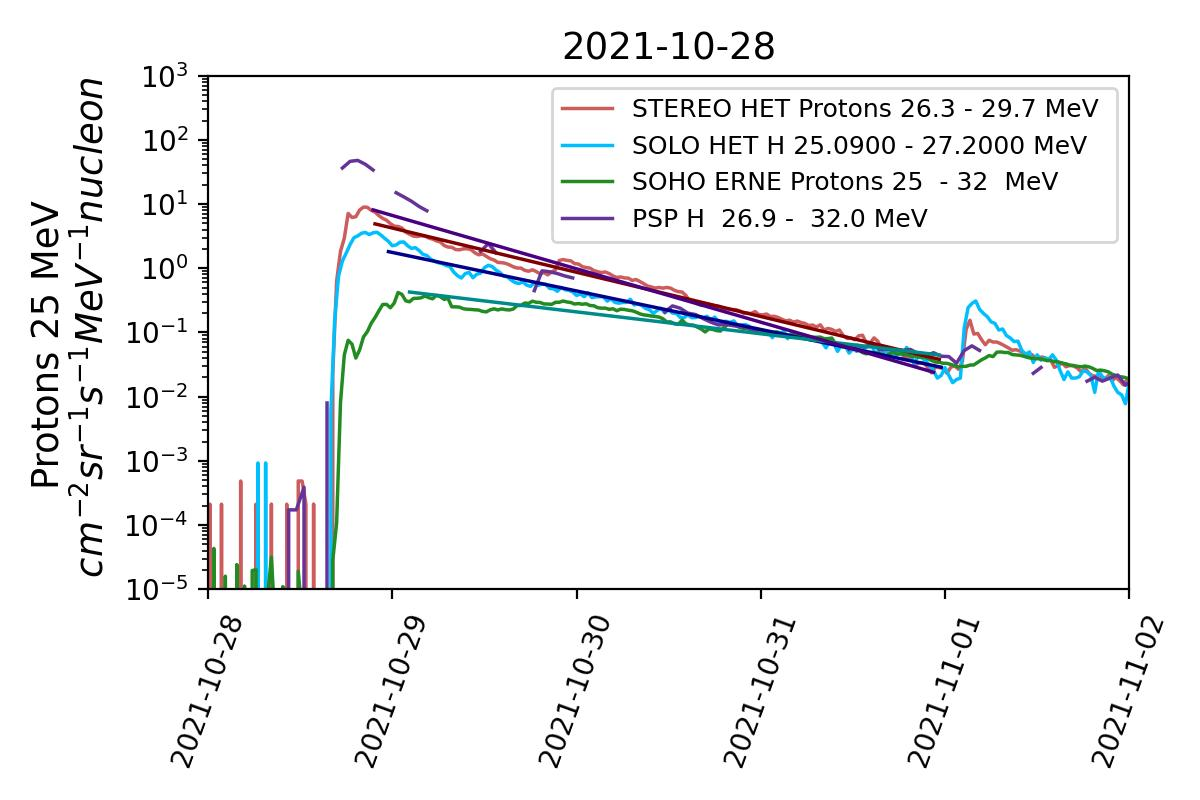 2021-10-28
Protons 25 MeV
cm⁻²sr⁻¹s⁻¹MeV⁻¹nucleon
10³
10²
10¹
10⁰
10⁻¹
10⁻²
10⁻³
10⁻⁴
10⁻⁵
STEREO HET Protons 26.3 - 29.7 MeV
SOLO HET H 25.0900 - 27.2000 MeV
SOHO ERNE Protons 25  - 32  MeV
PSP H  26.9 -  32.0 MeV
2021-10-28
2021-10-29
2021-10-30
2021-10-31
2021-11-01
2021-11-02